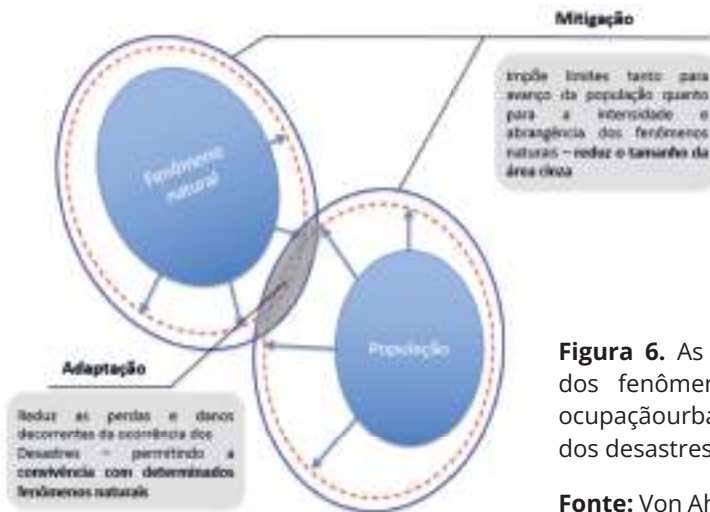 Mitigação
Impõe limites tanto para
avanço da população quanto
para a intensidade e
abrangência dos fenômenos
naturais – reduz o tamanho da
área cinza
Fenômeno
natural
População
Adaptação
Reduz as perdas e danos
decorrentes da ocorrência dos
Desastres – permitindo a
convivência com determinados
fenômenos naturais
Figura 6. As
dos fenômen
ocupaçãourba
dos desastres
Fonte: Von Ah